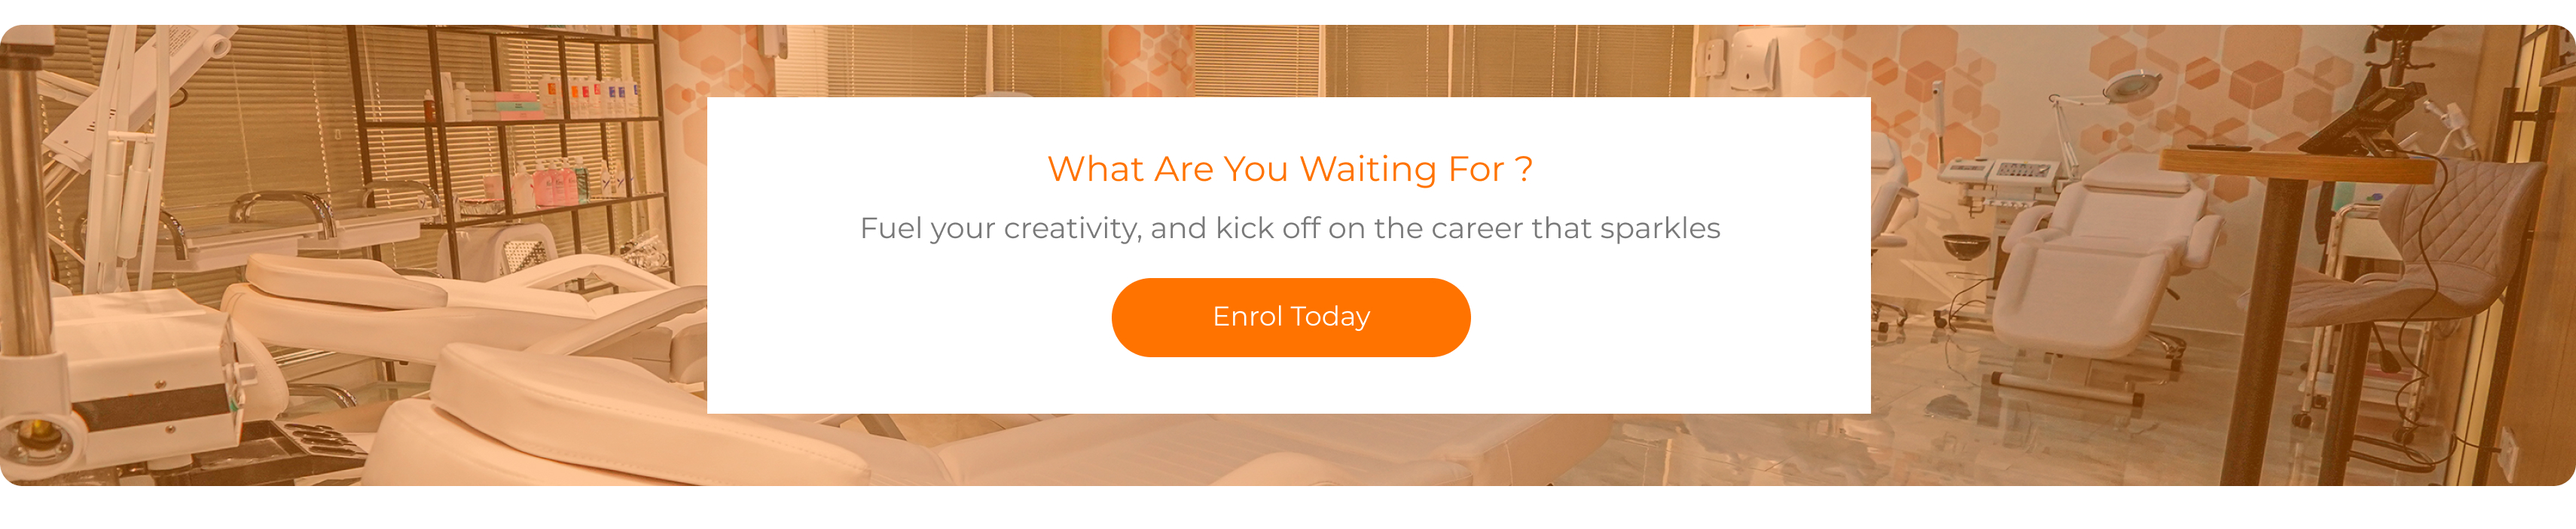 What Are You Waiting For ?
Fuel your creativity, and kick off on the career that sparkles
Enrol Today